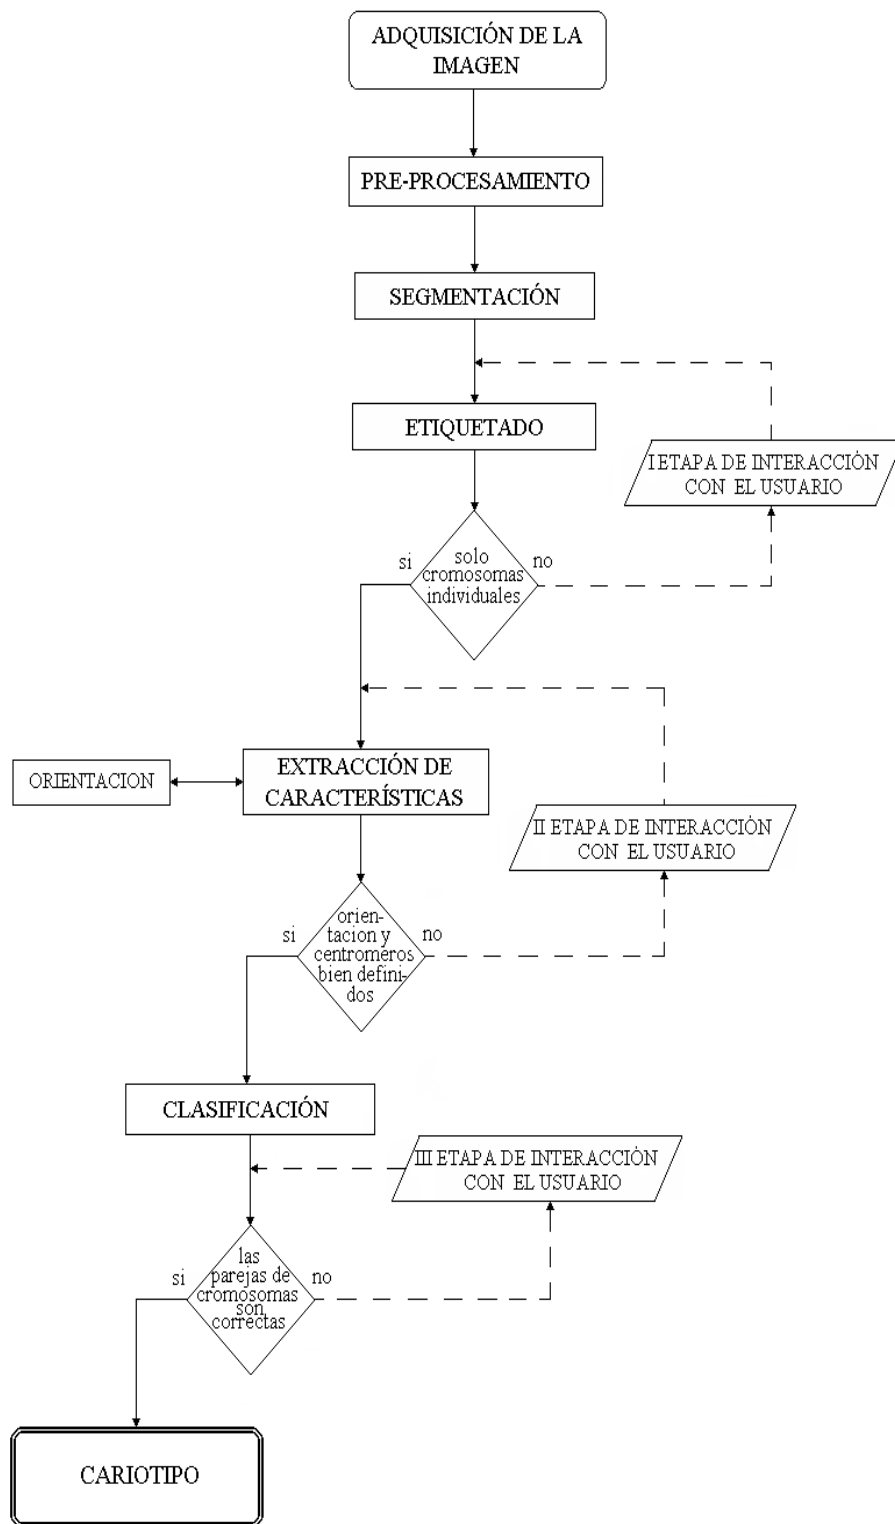 ADQUISICIÓN DE LA
IMAGEN
PRE-PROCESAMIENTO
SEGMENTACIÓN
ETIQUETADO
I ETAPA DE INTERACCIÓN
CON EL USUARIO
si
solo
cromosomas
individuales
no
ORIENTACION
EXTRACCIÓN DE
CARACTERÍSTICAS
II ETAPA DE INTERACCIÓN
CON EL USUARIO
si
orien-
tacion y
centromeros
bien defini-
dos
no
CLASIFICACIÓN
III ETAPA DE INTERACCIÓN
CON EL USUARIO
si
las
parejas de
cromosomas
son
correctas
no
CARIOTIPO